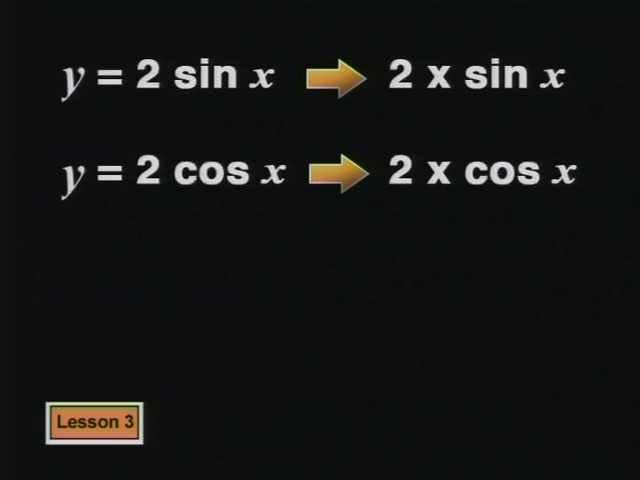 y = 2 sin x 2 x sin x
y = 2 cos x 2 x cos x
Lesson 3